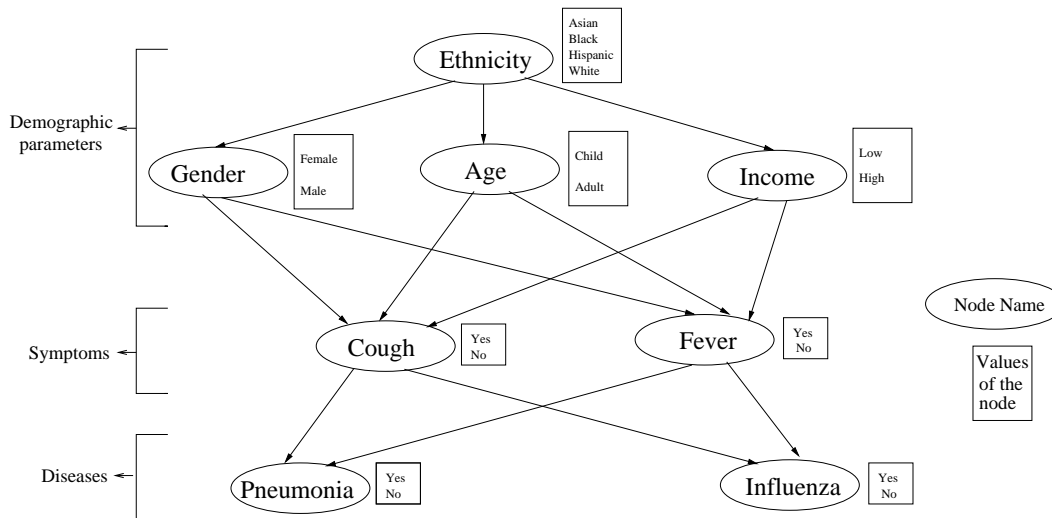 Ethnicity
Asian
Black
Hispanic
White
Demographic
parameters
Gender
Female
Male
Age
Child
Adult
Income
Low
High
Symptoms
Cough
Yes
No
Fever
Yes
No
Node Name
Values
of the
node
Diseases
Pneumonia
Yes
No
Influenza
Yes
No